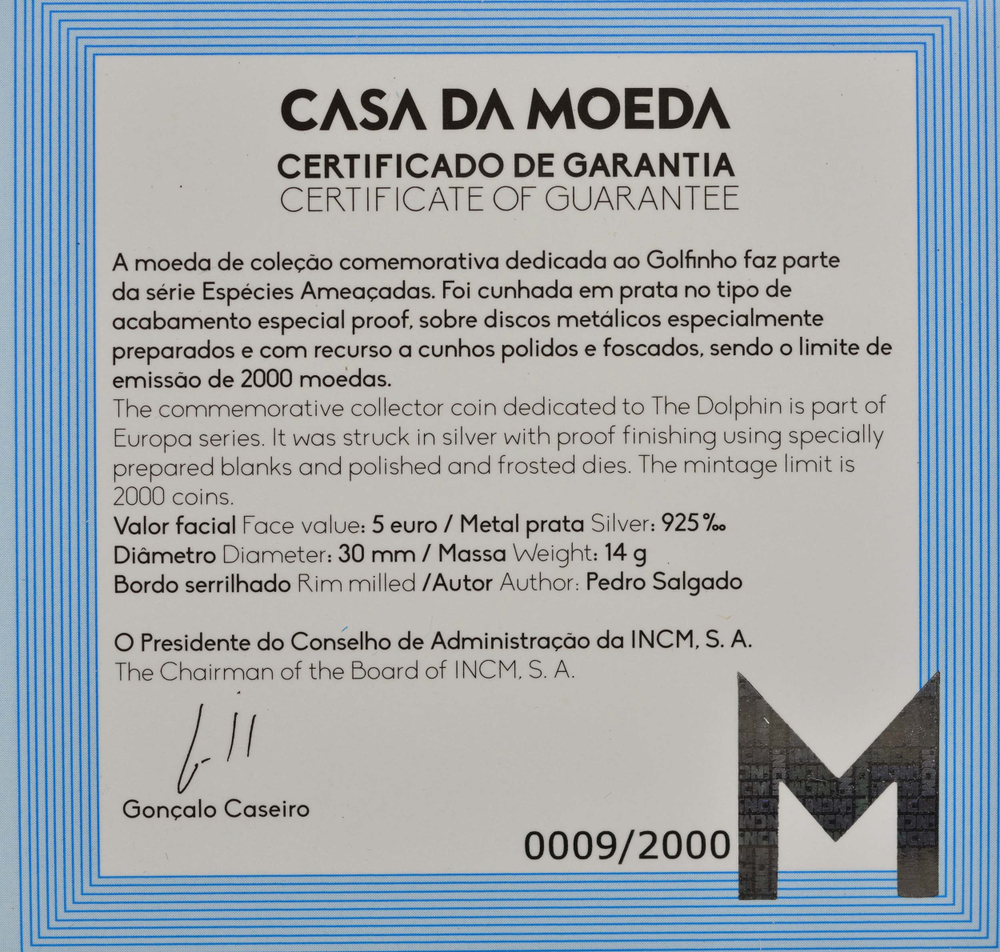 CASA DA MOEDA
CERTIFICADO DE GARANTIA
CERTIFICATE OF GUARANTEE
A moeda de coleção comemorativa dedicada ao Golfinho faz parte
da série Espécies Ameaçadas. Foi cunhada em prata no tipo de
acabamento especial proof, sobre discos metálicos especialmente
preparados e com recurso a cunhos polidos e foscados, sendo o limite de
emissão de 2000 moedas.
The commemorative collector coin dedicated to The Dolphin is part of
Europa series. It was struck in silver with proof finishing using specially
prepared blanks and polished and frosted dies. The mintage limit is
2000 coins.
Valor facial Face value: 5 euro / Metal prata Silver: 925‰
Diâmetro Diameter: 30 mm / Massa Weight: 14 g
Bordo serrilhado Rim milled /Autor Author: Pedro Salgado
O Presidente do Conselho de Administração da INCM, S. A.
The Chairman of the Board of INCM, S. A.
Gonçalo Caseiro
0009/2000
M